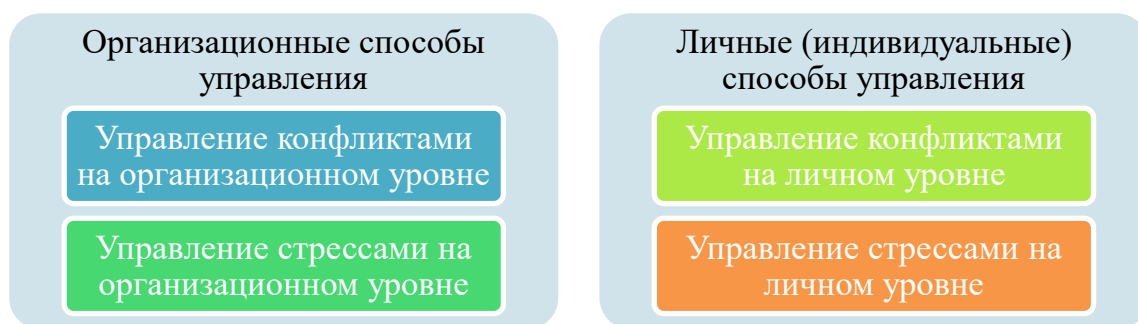 Организационные способы
управления
Управление конфликтами
на организационном уровне
Управление стрессами на
организационном уровне
Личные (индивидуальные)
способы управления
Управление конфликтами
на личном уровне
Управление стрессами на
личном уровне